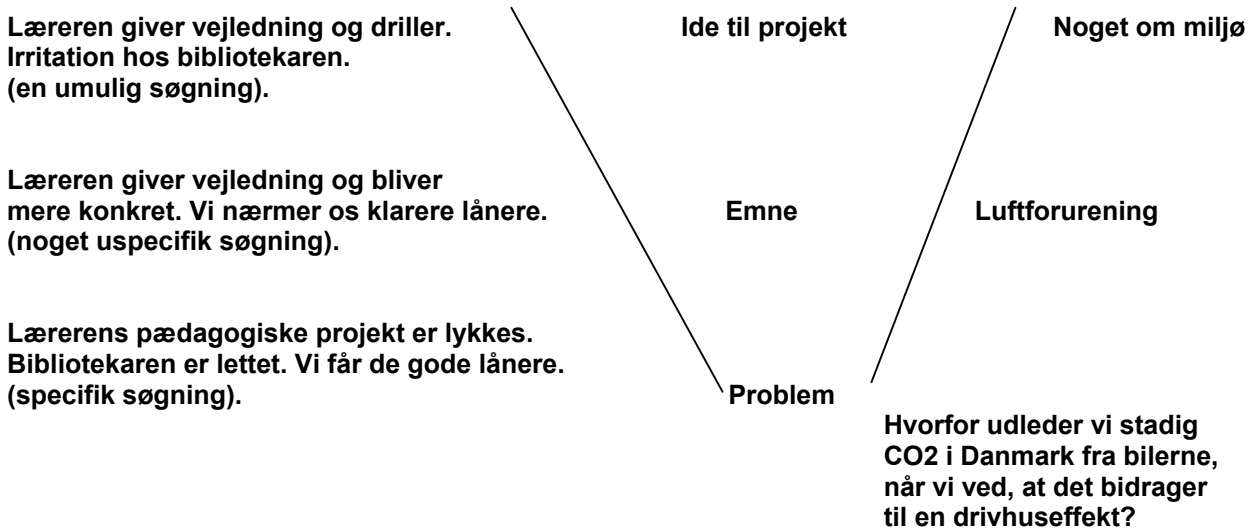 Læreren giver vejledning og driller.
Irritation hos bibliotekaren.
(en umulig søgning).
Ide til projekt
Noget om miljø
Læreren giver vejledning og bliver
mere konkret. Vi nærmer os klarere lånere.
(noget uspecifik søgning).
Emne
Luftforurening
Lærerens pædagogiske projekt er lykkes.
Bibliotekaren er lettet. Vi får de gode lånere.
(specifik søgning).
Problem
Hvorfor udleder vi stadig
CO2 i Danmark fra bilerne,
når vi ved, at det bidrager
til en drivhuseffekt?